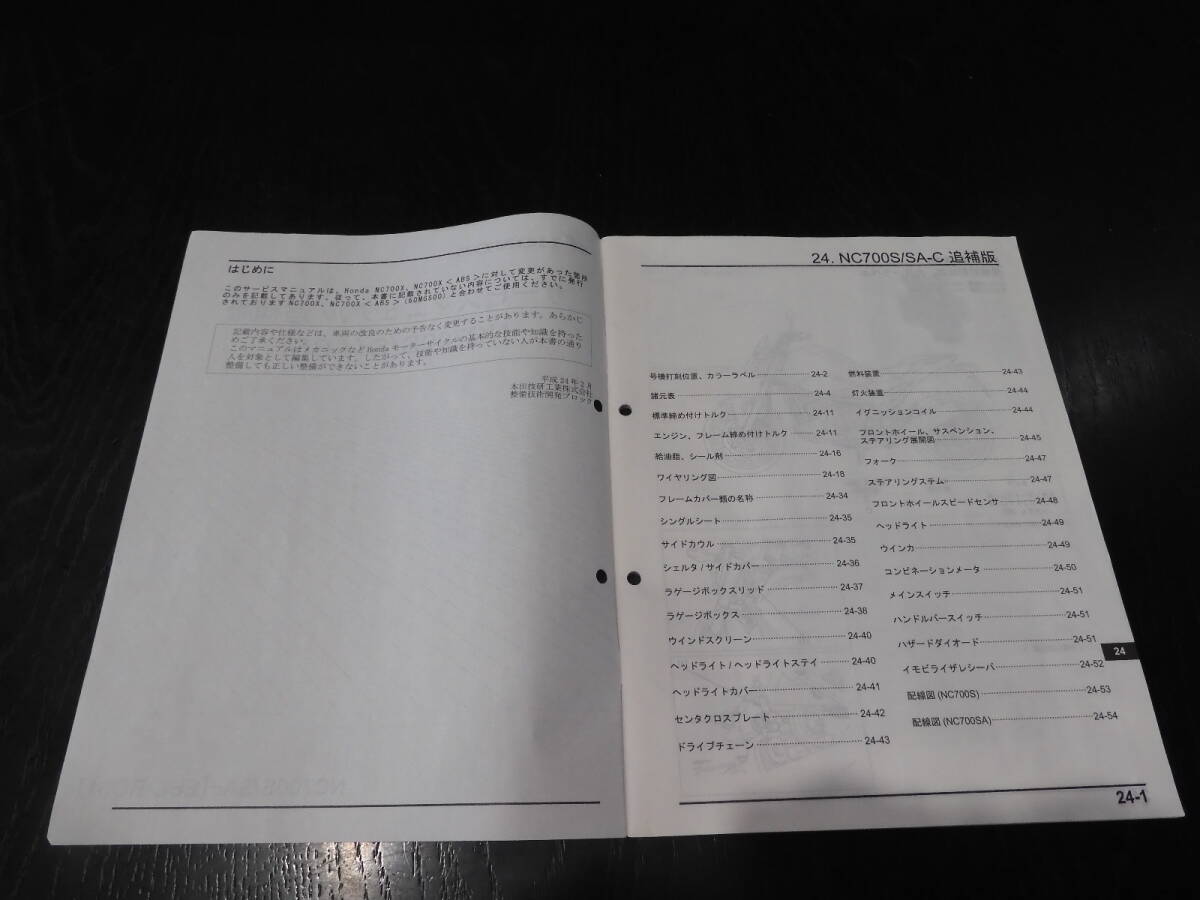 はじめに
このサービスマニュアルは、Honda NC700X、NC700X < ABS >に対して変更があった箇所
のみを記載してあります。従って、本書に記載されていない内容については、すでに発行
されております NC700X、NC700X < ABS > (60MGS00) と合わせてご使用ください。
記載内容や仕様などは、車両の改良のための予告なく変更することがあります。あらかじ
めご了承ください。
このマニュアルはメカニックなど Honda モーターサイクルの基本的な技能や知識を持った
人を対象として編集しています。したがって、技能や知識を持っていない人が本書の通り
整備しても正しい整備ができないことがあります。
平成 24 年 2 月
本田技研工業株式会社
技術開発ブロック
24. NC700S/SA-C 追補版
号機打刻位置、カラーラベル 24-2
諸元表 24-4
標準締め付けトルク 24-11
エンジン、フレーム締め付けトルク 24-11
給油脂、シール剤 24-16
ワイヤリング図 24-18
フレームカバー類の名称 24-34
シングルシート 24-35
サイドカウル 24-35
シェルタ / サイドカバー 24-36
ラゲージボックスリッド 24-37
ラゲージボックス 24-38
ウインドスクリーン 24-40
ヘッドライト / ヘッドライトステイ 24-40
ヘッドライトカバー 24-41
センタクロスプレート 24-42
ドライブチェーン 24-43
燃料装置 24-43
灯火装置 24-44
イグニッションコイル 24-44
フロントホイール、サスペンション、
ステアリング展開図 24-45
フォーク 24-47
ステアリングステム 24-47
フロントホイールスピードセンサ 24-48
ヘッドライト 24-49
ウインカ 24-49
コンビネーションメータ 24-50
メインスイッチ 24-51
ハンドルバースイッチ 24-51
ハザードダイオード 24-51
イモビライザレシーバ 24-52
配線図 (NC700S) 24-53
配線図 (NC700SA) 24-54
24
24-1